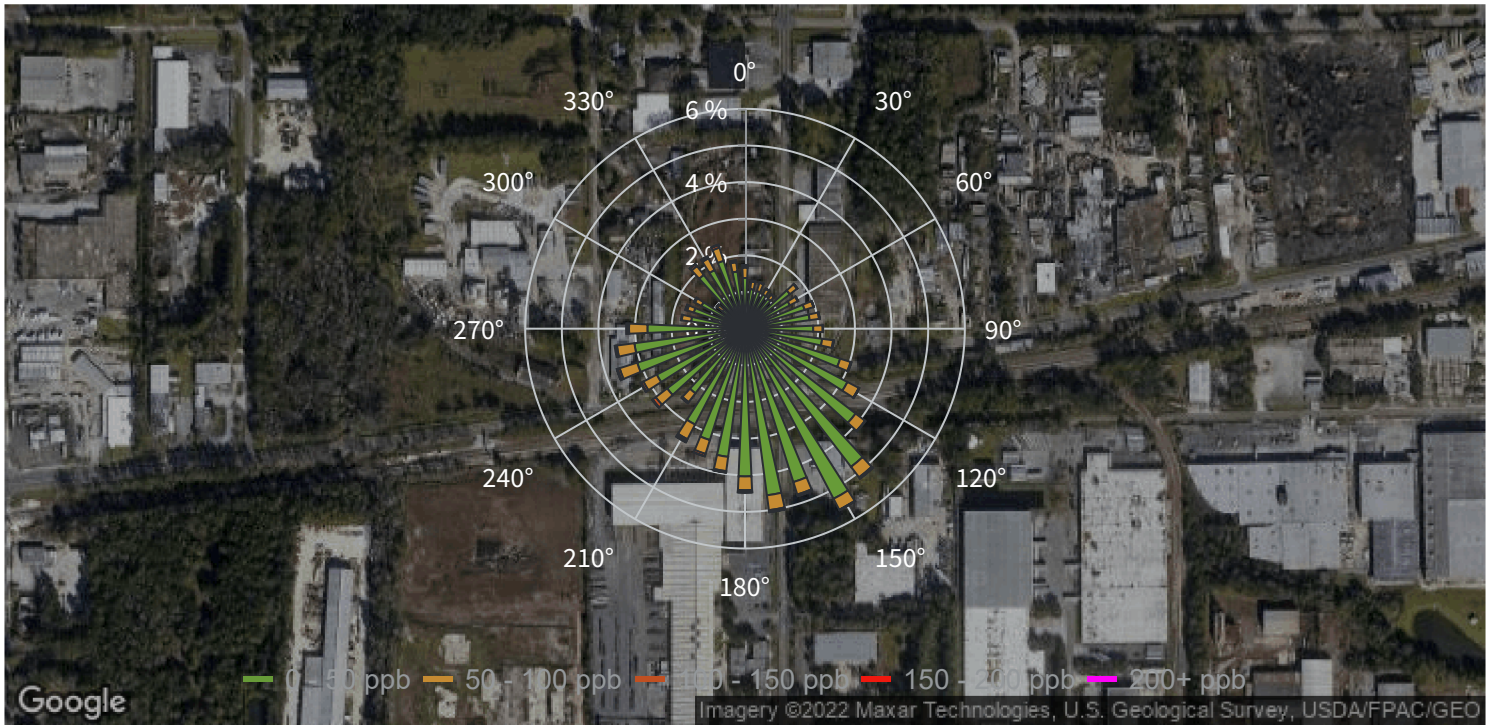 0°
330°
30°
6 %
300°
4 %
60°
2 %
270°
90°
240°
120°
210°
150°
180°
0 - 50 ppb
50 - 100 ppb
100 - 150 ppb
150 - 200 ppb
200+ ppb
Google
Imagery ©2022 Maxar Technologies, U.S. Geological Survey, USDA/FPAC/GEO